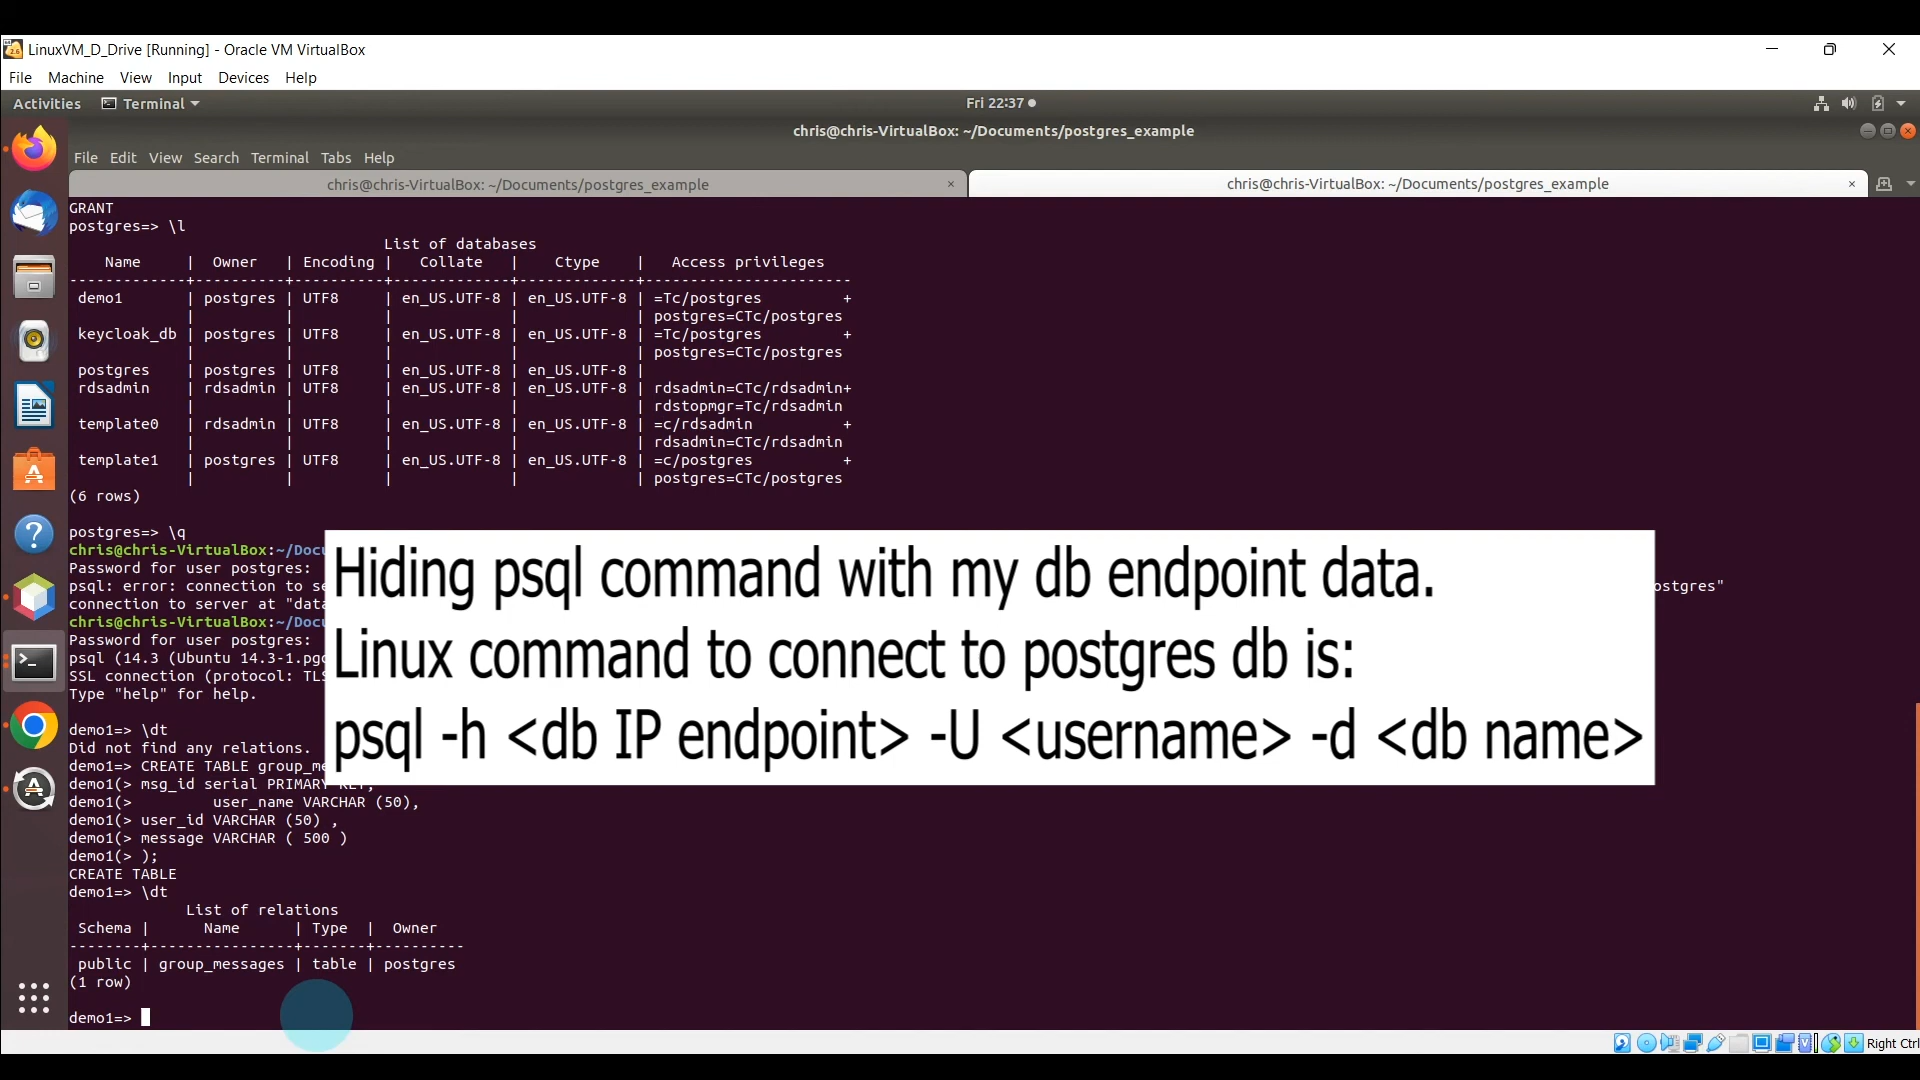 LinuxVM_D_Drive [Running] - Oracle VM VirtualBox
File Machine View Input Devices Help
Activities Terminal Fri 22:37
chris@chris-VirtualBox: ~/Documents/postgres_example
File Edit View Search Terminal Tabs Help
chris@chris-VirtualBox: ~/Documents/postgres_example × chris@chris-VirtualBox: ~/Documents/postgres_example ×
GRANT
postgres=> \l
List of databases
Name | Owner | Encoding | Collate | Ctype | Access privileges
-------------+----------+----------+-------------+-------------+-----------------------
demo1 | postgres | UTF8 | en_US.UTF-8 | en_US.UTF-8 | =Tc/postgres +
| | | | | postgres=CTc/postgres
keycloak_db | postgres | UTF8 | en_US.UTF-8 | en_US.UTF-8 | =Tc/postgres +
| | | | | postgres=CTc/postgres
postgres | postgres | UTF8 | en_US.UTF-8 | en_US.UTF-8 |
rdsadmin | rdsadmin | UTF8 | en_US.UTF-8 | en_US.UTF-8 | rdsadmin=CTc/rdsadmin+
| | | | | rdstopmgr=Tc/rdsadmin
template0 | rdsadmin | UTF8 | en_US.UTF-8 | en_US.UTF-8 | =c/rdsadmin +
| | | | | rdsadmin=CTc/rdsadmin
template1 | postgres | UTF8 | en_US.UTF-8 | en_US.UTF-8 | =c/postgres +
| | | | | postgres=CTc/postgres
(6 rows)
postgres=> \q
chris@chris-VirtualBox:~/Docu
Password for user postgres:
psql: error: connection to se ostgres"
connection to server at "data
chris@chris-VirtualBox:~/Docu
Password for user postgres:
psql (14.3 (Ubuntu 14.3-1.pgd
SSL connection (protocol: TLS
Type "help" for help.
Hiding psql command with my db endpoint data.
Linux command to connect to postgres db is:
psql -h <db IP endpoint> -U <username> -d <db name>
demo1=> \dt
Did not find any relations.
demo1=> CREATE TABLE group_me
demo1(> msg_id serial PRIMARY KEY,
demo1(> user_name VARCHAR (50),
demo1(> user_id VARCHAR (50) ,
demo1(> message VARCHAR ( 500 )
demo1(> );
CREATE TABLE
demo1=> \dt
List of relations
Schema | Name | Type | Owner
--------+----------------+-------+----------
public | group_messages | table | postgres
(1 row)
demo1=>
Right Ctrl